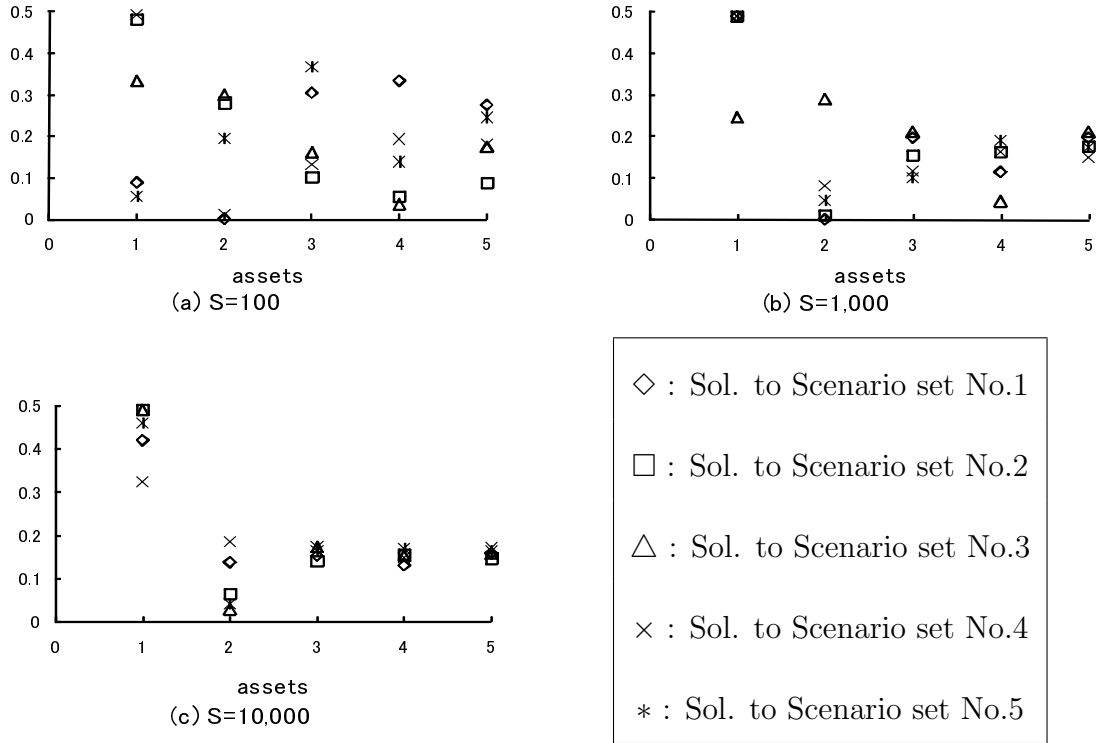 0.5
0.4
0.3
0.2
0.1
0
0 1 2 3 4 5
assets
(a) S=100
0.5
0.4
0.3
0.2
0.1
0
0 1 2 3 4 5
assets
(b) S=1,000
0.5
0.4
0.3
0.2
0.1
0
0 1 2 3 4 5
assets
(c) S=10,000
◇ : Sol. to Scenario set No.1
□ : Sol. to Scenario set No.2
△ : Sol. to Scenario set No.3
× : Sol. to Scenario set No.4
* : Sol. to Scenario set No.5